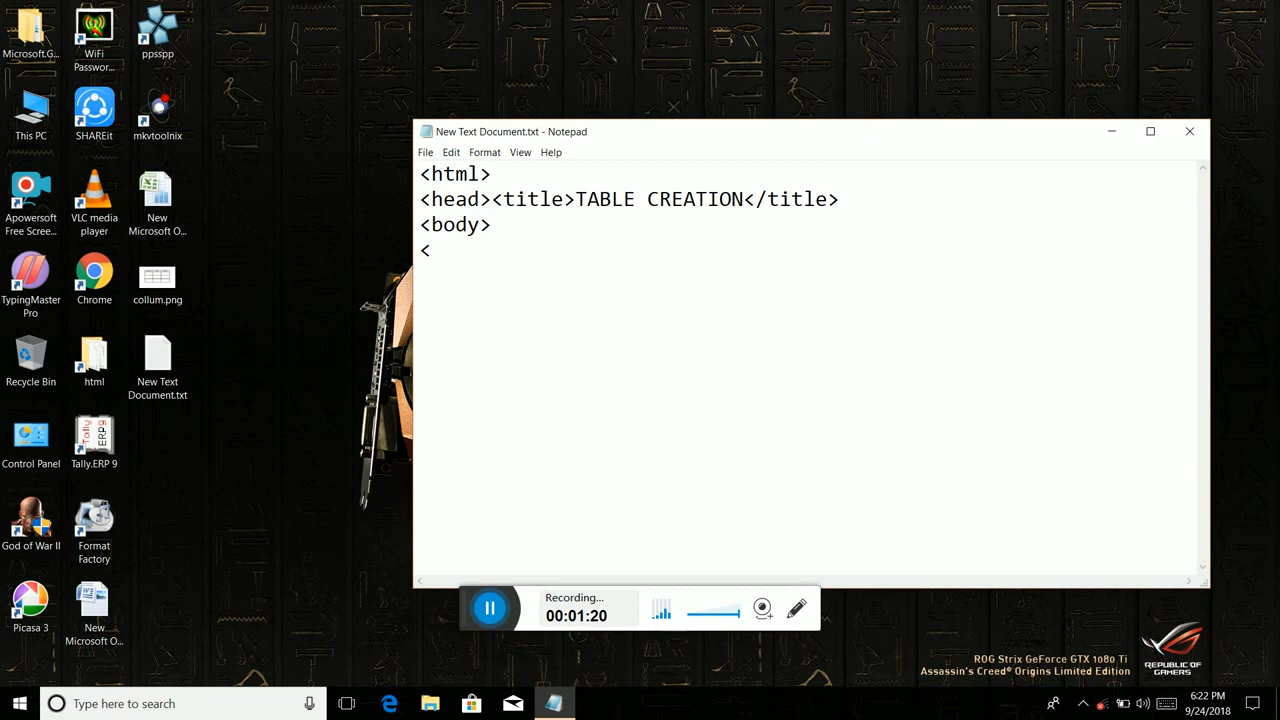 Microsoft.G...
WiFi
Passwor...
ppsspp
This PC
SHAREit
mkvtoolnix
Apowersoft
Free Scree...
VLC media
player
New
Microsoft O...
TypingMaster
Pro
Chrome
collum.png
Recycle Bin
html
New Text
Document.txt
Control Panel
Tally.ERP 9
God of War II
Format
Factory
Picasa 3
New
Microsoft O...
New Text Document.txt - Notepad
File Edit Format View Help
<html>
<head><title>TABLE CREATION</title>
<body>
<
Recording...
00:01:20
ROG Strix GeForce GTX 1080 Ti
Assassin's Creed® Origins Limited Edition
REPUBLIC OF
GAMERS
Type here to search
6:22 PM
9/24/2018